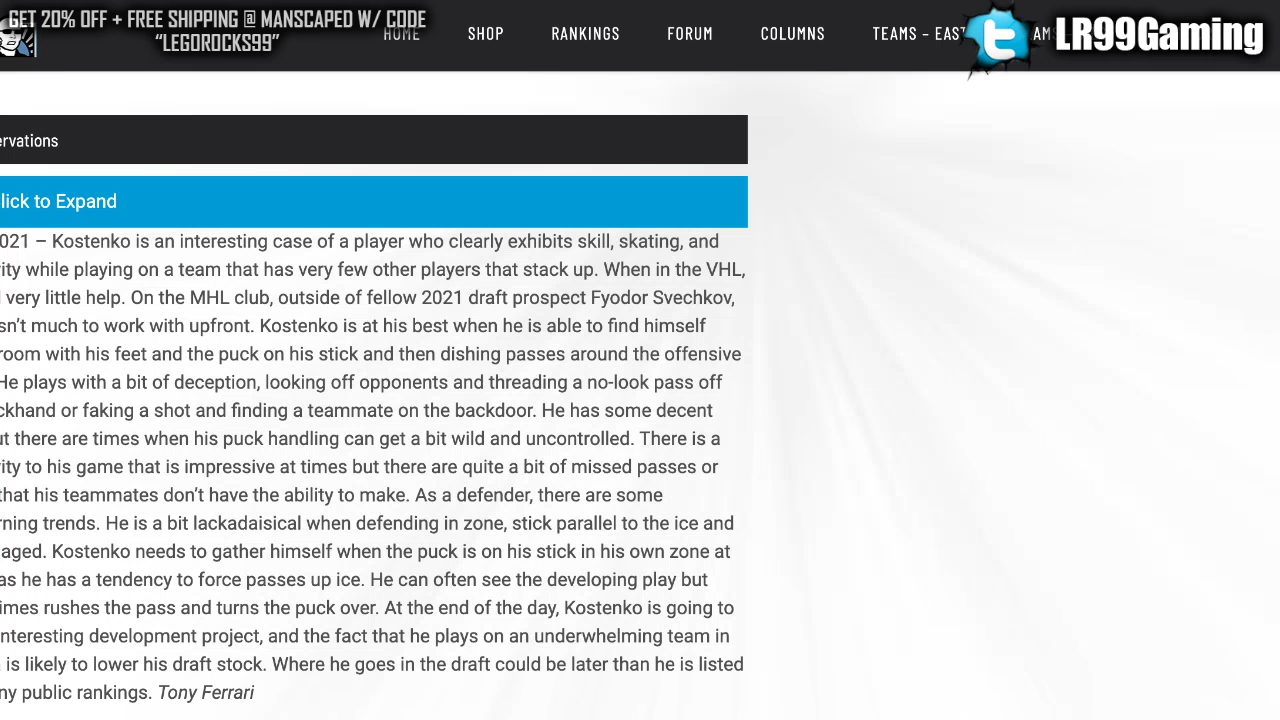 GET 20% OFF + FREE SHIPPING @ MANSCAPED W/ CODE
"LEGOROCKS99"
HOME SHOP RANKINGS FORUM COLUMNS TEAMS – EAST
LR99Gaming
ervations
lick to Expand
021 – Kostenko is an interesting case of a player who clearly exhibits skill, skating, and
ity while playing on a team that has very few other players that stack up. When in the VHL,
very little help. On the MHL club, outside of fellow 2021 draft prospect Fyodor Svechkov,
sn't much to work with upfront. Kostenko is at his best when he is able to find himself
room with his feet and the puck on his stick and then dishing passes around the offensive
He plays with a bit of deception, looking off opponents and threading a no-look pass off
ckhand or faking a shot and finding a teammate on the backdoor. He has some decent
ut there are times when his puck handling can get a bit wild and uncontrolled. There is a
ity to his game that is impressive at times but there are quite a bit of missed passes or
that his teammates don't have the ability to make. As a defender, there are some
rning trends. He is a bit lackadaisical when defending in zone, stick parallel to the ice and
aged. Kostenko needs to gather himself when the puck is on his stick in his own zone at
as he has a tendency to force passes up ice. He can often see the developing play but
imes rushes the pass and turns the puck over. At the end of the day, Kostenko is going to
nteresting development project, and the fact that he plays on an underwhelming team in
is likely to lower his draft stock. Where he goes in the draft could be later than he is listed
ny public rankings. Tony Ferrari